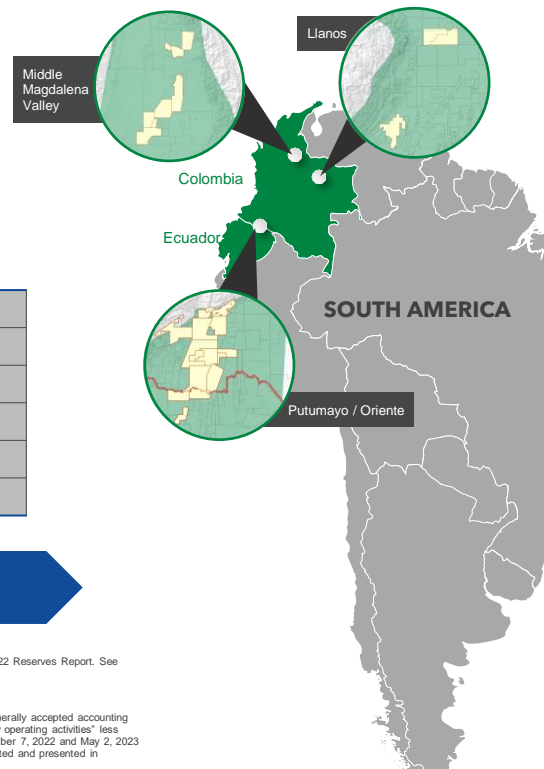 Llanos
Middle
Magdalena
Valley
Colombia
Ecuador
SOUTH AMERICA
Putumayo / Oriente
22 Reserves Report. See
nerally accepted accounting
operating activities” less
ber 7, 2022 and May 2, 2023
ted and presented in